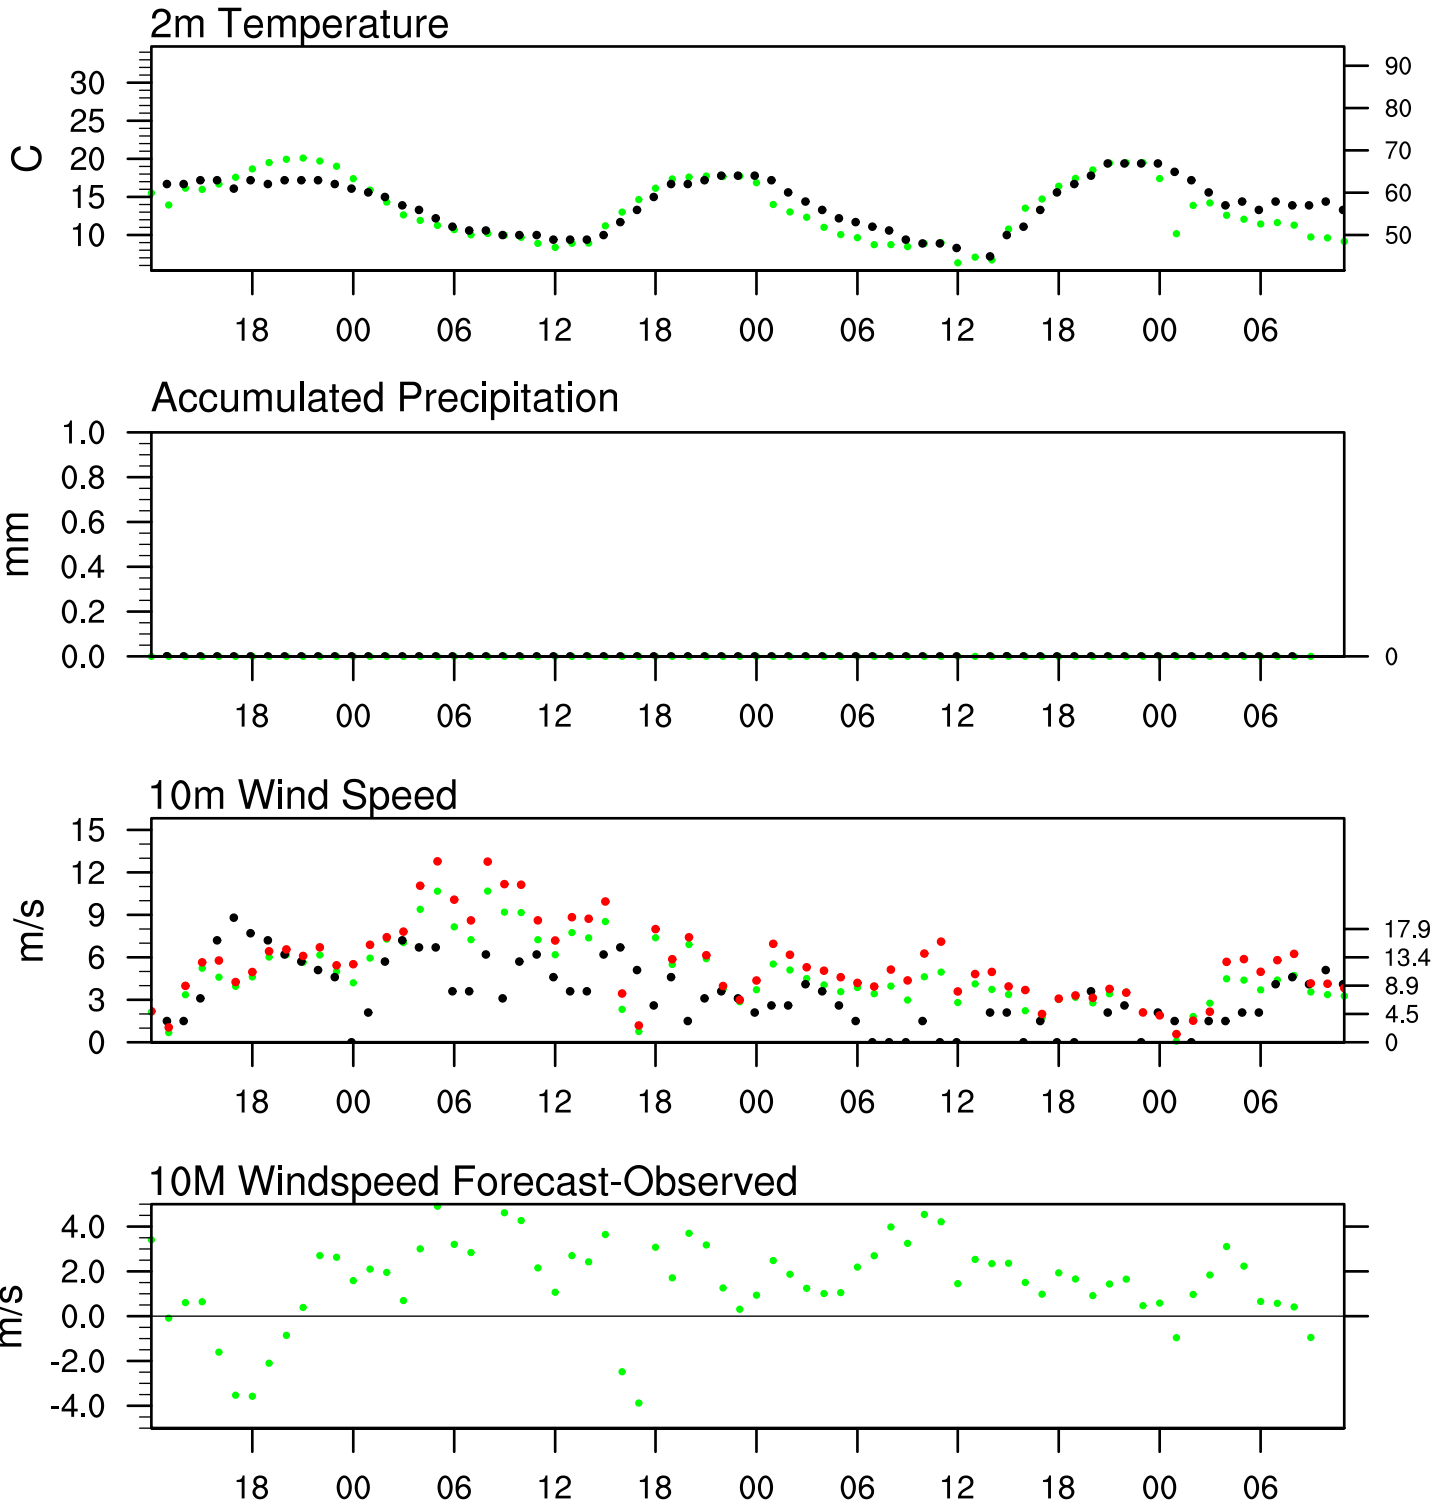 2m Temperature
30
25
20
15
10
C
90
80
70
60
50
18 00 06 12 18 00 06 12 18 00 06
Accumulated Precipitation
1.0
0.8
0.6
0.4
0.2
0.0
mm
0
18 00 06 12 18 00 06 12 18 00 06
10m Wind Speed
15
12
9
6
3
0
m/s
17.9
13.4
8.9
4.5
0
18 00 06 12 18 00 06 12 18 00 06
10M Windspeed Forecast-Observed
4.0
2.0
0.0
-2.0
-4.0
m/s
18 00 06 12 18 00 06 12 18 00 06